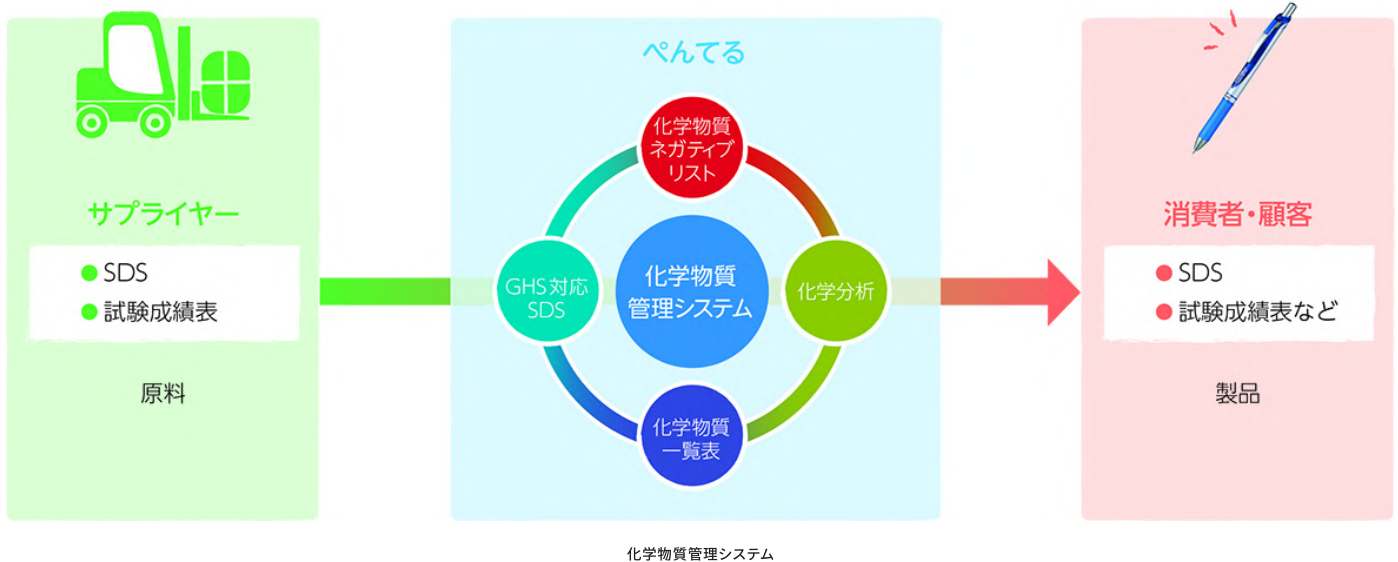 サプライヤー
SDS
試験成績表
原料
ぺんてる
化学物質
ネガティブ
リスト
GHS対応
SDS
化学物質
管理システム
化学分析
化学物質
一覧表
消費者・顧客
SDS
試験成績表など
製品
化学物質管理システム